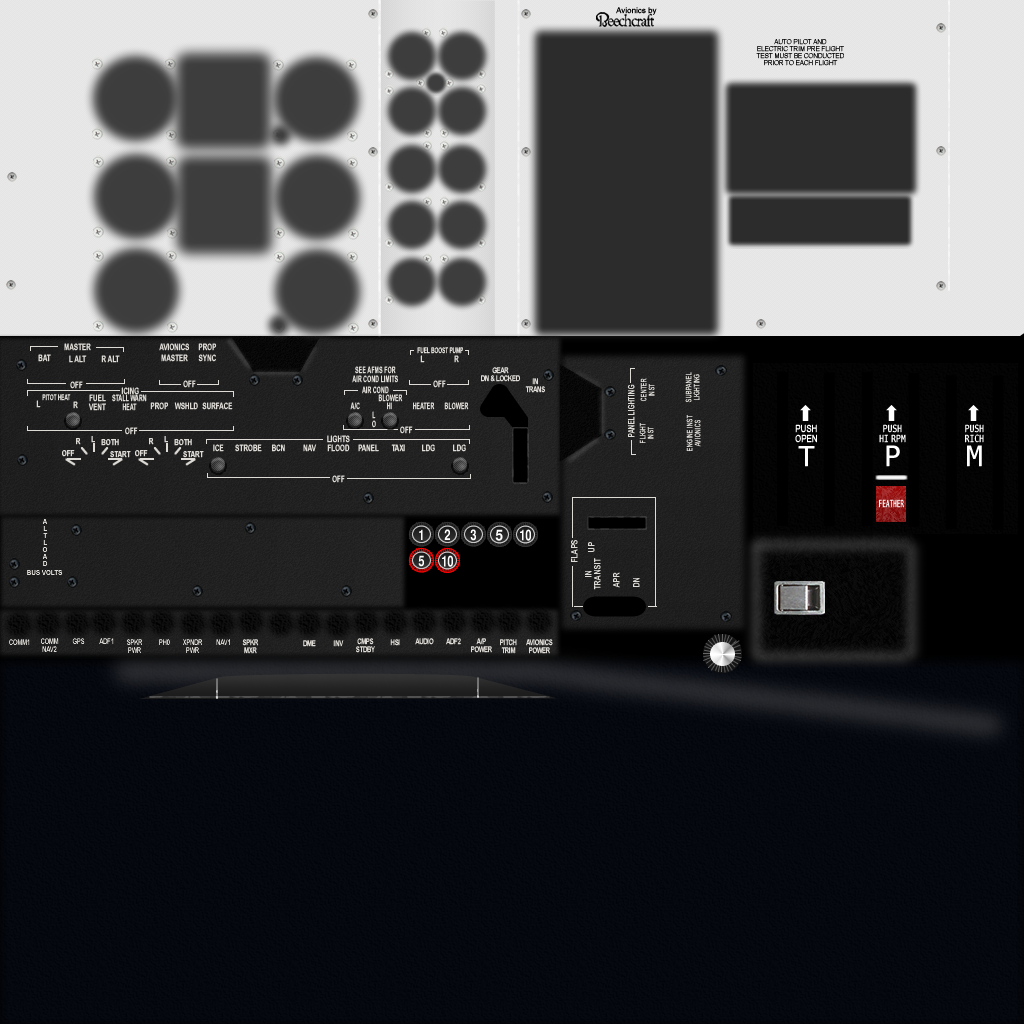 Avionics by
Beechcraft
AUTO PILOT AND
ELECTRIC TRIM PRE FLIGHT
TEST MUST BE CONDUCTED
PRIOR TO EACH FLIGHT
MASTER
BAT L ALT R ALT
OFF
AVIONICS MASTER
PROP SYNC
OFF
ICING
PITOT HEAT
L R
FUEL VENT
STALL WARN HEAT
PROP WSHLD SURFACE
OFF
SEE AFMS FOR
AIR COND LIMITS
AIR COND
BLOWER
A/C HI
LO
HEATER BLOWER
OFF
FUEL BOOST PUMP
L R
OFF
GEAR
DN & LOCKED
IN
TRANS
OFF R L BOTH START
OFF R L BOTH START
LIGHTS
ICE STROBE BCN NAV FLOOD PANEL TAXI LDG LDG
OFF
ALTLOAD
BUS VOLTS
1 2 3 5 10
5 10
COMM1
COMM NAV2
GPS
ADF1
SPKR PWR
PH0
XPNDR PWR
NAV1
SPKR MXR
DME
INV
CMPS STDBY
HSI
AUDIO
ADF2
A/P POWER
PITCH TRIM
AVIONICS POWER
PANEL LIGHTING
CENTER INST
FLIGHT INST
SUBPANEL LIGHTING
ENGINE INST AVIONICS
FLAPS
UP
IN TRANSIT
APR
DN
PUSH
OPEN
T
PUSH
HI RPM
P
FEATHER
PUSH
RICH
M